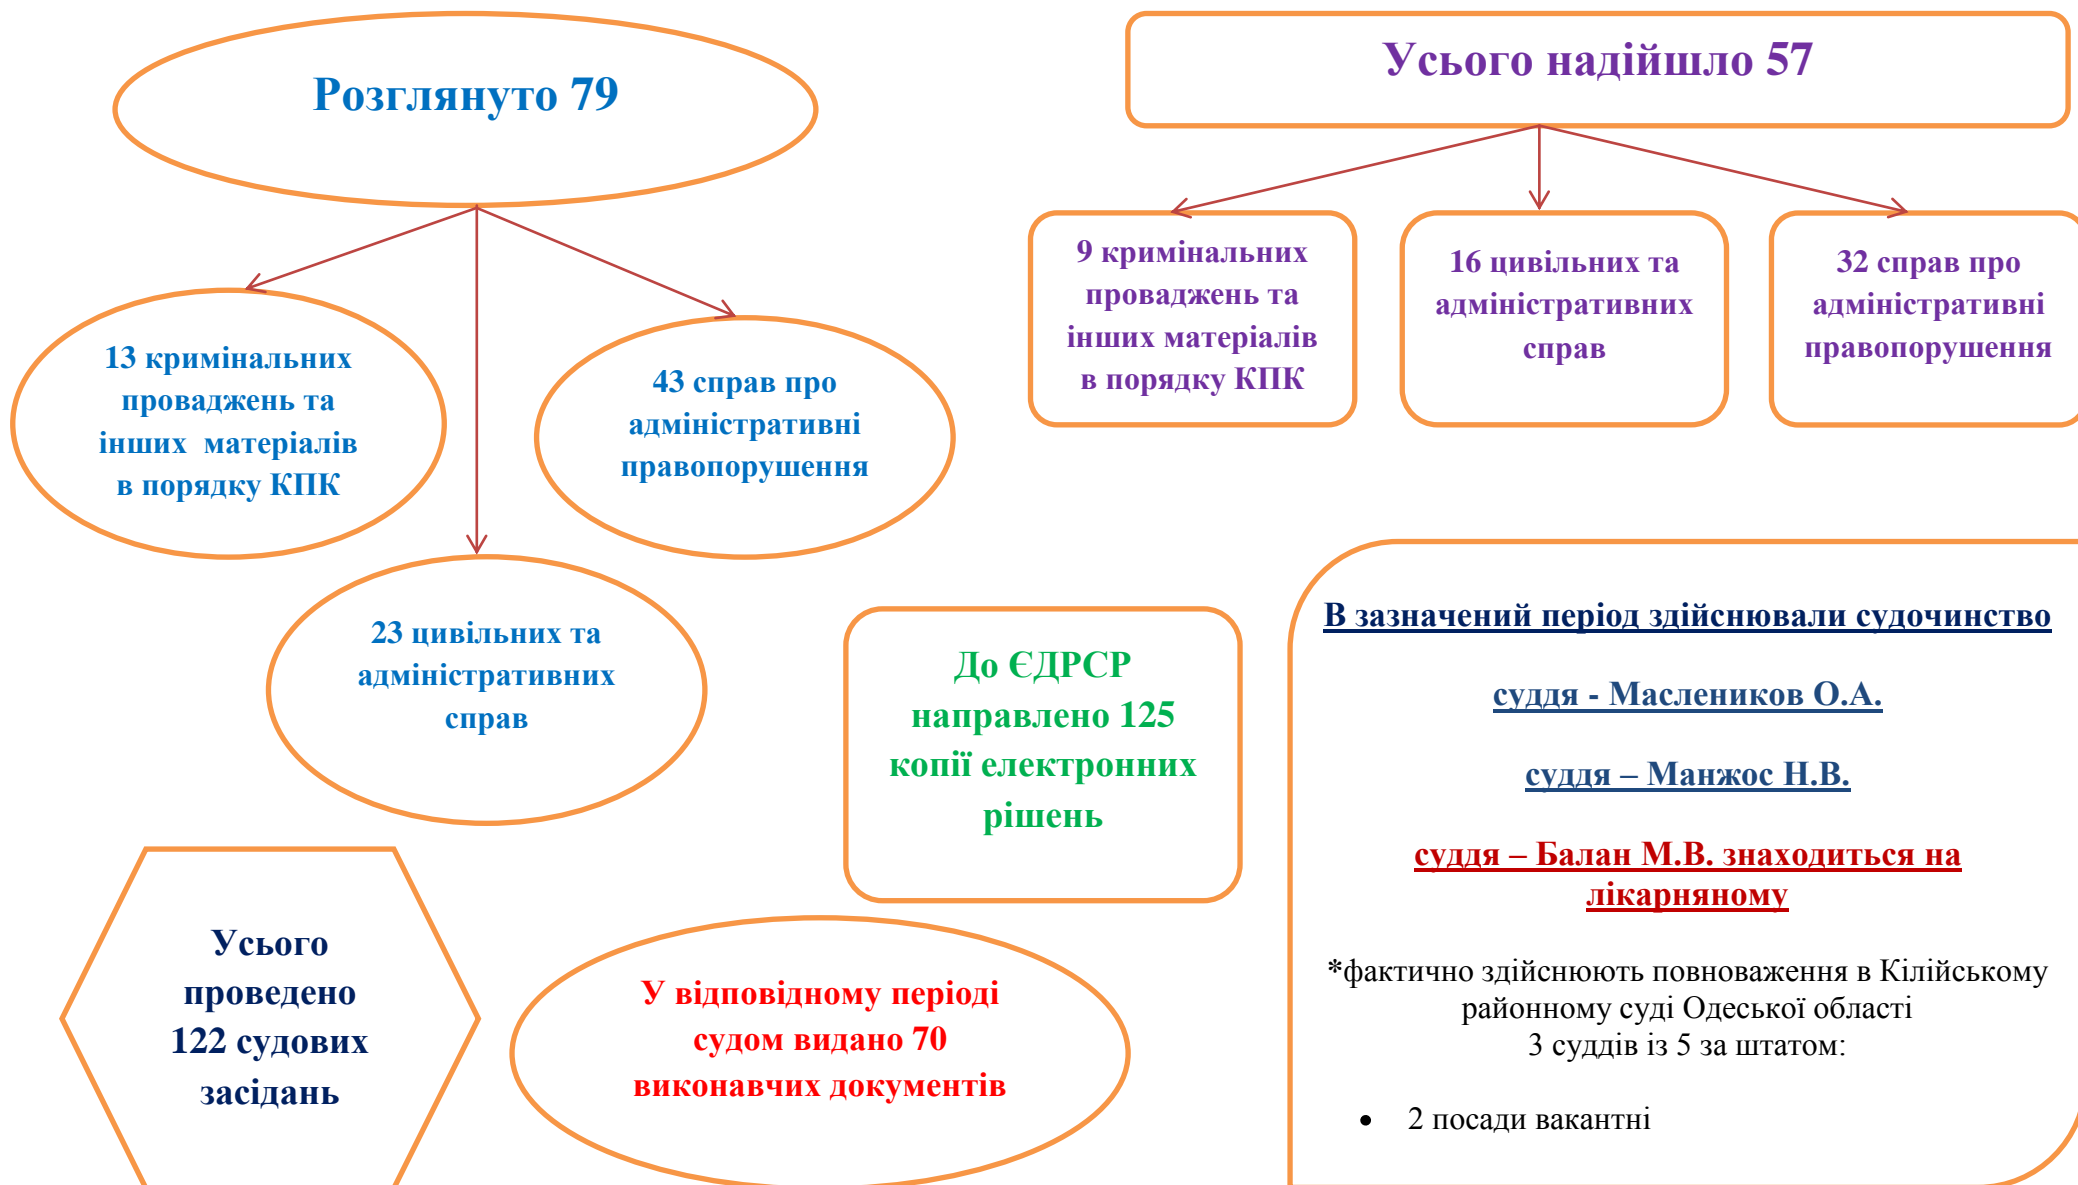 Розглянуто 79
13 кримінальних
проваджень та
інших матеріалів
в порядку КПК
43 справ про
адміністративні
правопорушення
23 цивільних та
адміністративних
справ
Усього надійшло 57
9 кримінальних
проваджень та
інших матеріалів
в порядку КПК
16 цивільних та
адміністративних
справ
32 справ про
адміністративні
правопорушення
До ЄДРСР
направлено 125
копії електронних
рішень
Усього
проведено
122 судових
засідань
У відповідному періоді
судом видано 70
виконавчих документів
В зазначений період здійснювали судочинство
суддя - Маслеников О.А.
суддя – Манжос Н.В.
суддя – Балан М.В. знаходиться на
лікарняному
*фактично здійснюють повноваження в Кілійському
районному суді Одеської області
3 суддів із 5 за штатом:
• 2 посади вакантні